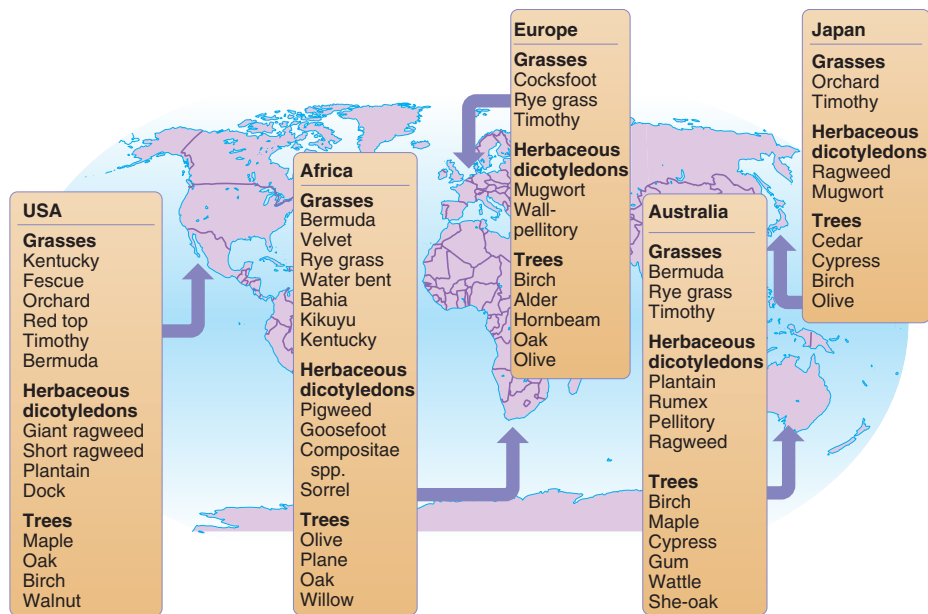 USA
Grasses
Kentucky
Fescue
Orchard
Red top
Timothy
Bermuda
Herbaceous
dicotyledons
Giant ragweed
Short ragweed
Plantain
Dock
Trees
Maple
Oak
Birch
Walnut
Africa
Grasses
Bermuda
Velvet
Rye grass
Water bent
Bahia
Kikuyu
Kentucky
Herbaceous
dicotyledons
Pigweed
Goosefoot
Compositae
spp.
Sorrel
Trees
Olive
Plane
Oak
Willow
Europe
Grasses
Cocksfoot
Rye grass
Timothy
Herbaceous
dicotyledons
Mugwort
Wall-
pellitory
Trees
Birch
Alder
Hornbeam
Oak
Olive
Australia
Grasses
Bermuda
Rye grass
Timothy
Herbaceous
dicotyledons
Plantain
Rumex
Pellitory
Ragweed
Trees
Birch
Maple
Cypress
Gum
Wattle
She-oak
Japan
Grasses
Orchard
Timothy
Herbaceous
dicotyledons
Ragweed
Mugwort
Trees
Cedar
Cypress
Birch
Olive